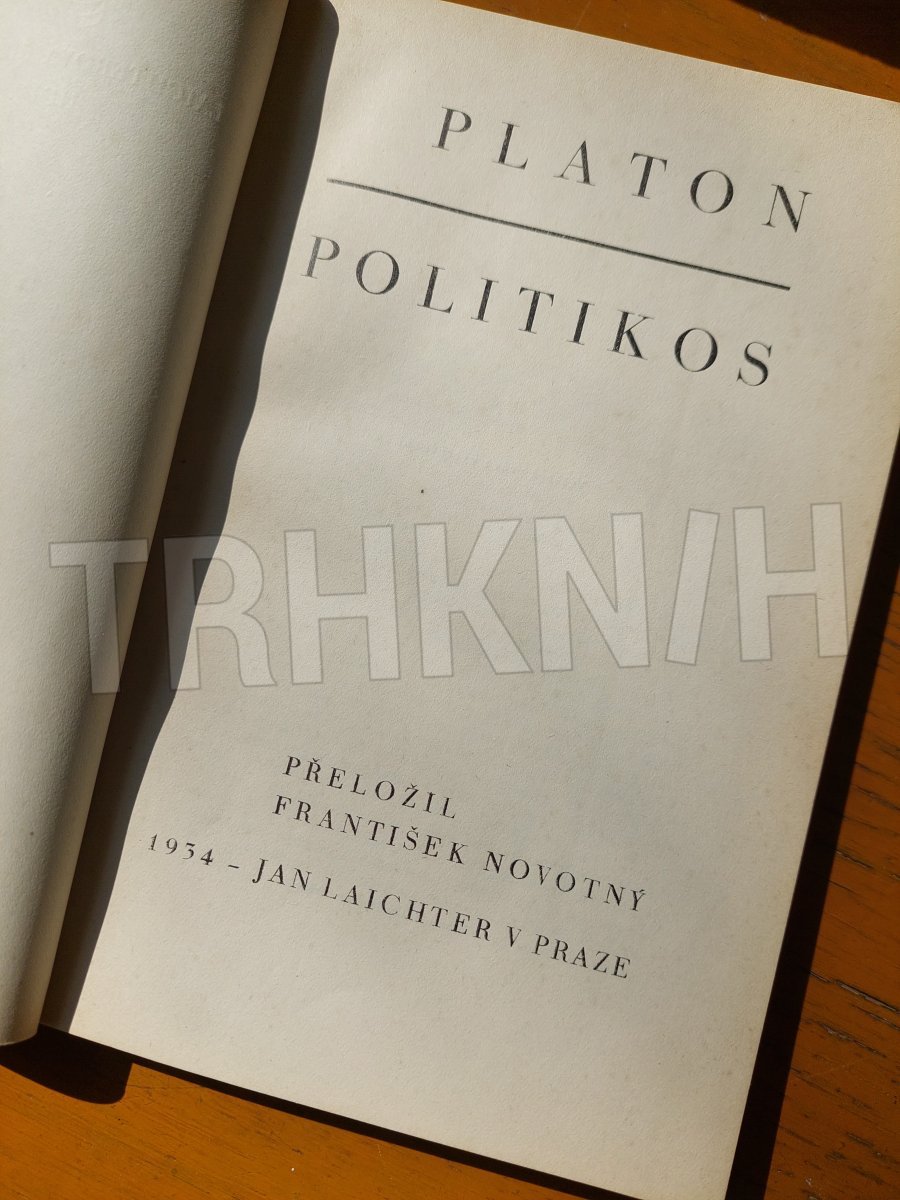 PLATON
POLITIKOS
TRHKNIH
PŘELOŽIL
FRANTIŠEK NOVOTNÝ
1934 – JAN LAICHTER V PRAZE